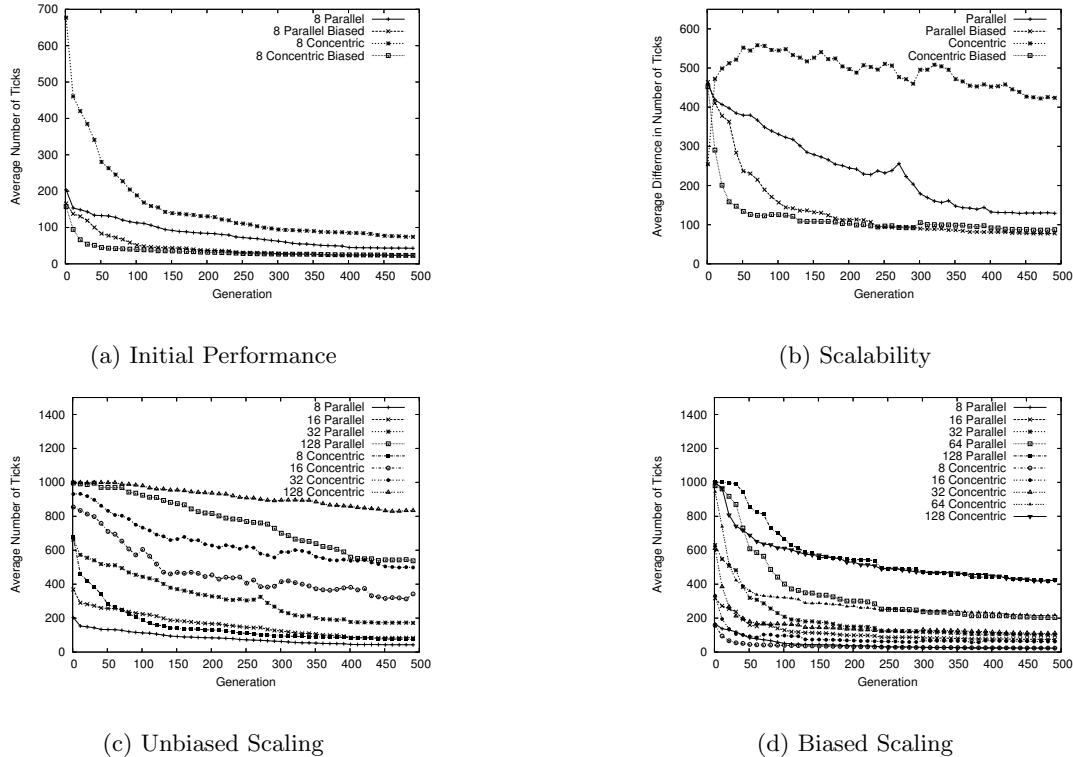 Average Number of Ticks
700
600
500
400
300
200
100
0
0 50 100 150 200 250 300 350 400 450 500
Generation
8 Parallel
8 Parallel Biased
8 Concentric
8 Concentric Biased
(a) Initial Performance
Average Differnce in Number of Ticks
700
600
500
400
300
200
100
0
0 50 100 150 200 250 300 350 400 450 500
Generation
Parallel
Parallel Biased
Concentric
Concentric Biased
(b) Scalability
Average Number of Ticks
1400
1200
1000
800
600
400
200
0
0 50 100 150 200 250 300 350 400 450 500
Generation
8 Parallel
16 Parallel
32 Parallel
128 Parallel
8 Concentric
16 Concentric
32 Concentric
128 Concentric
(c) Unbiased Scaling
Average Number of Ticks
1400
1200
1000
800
600
400
200
0
0 50 100 150 200 250 300 350 400 450 500
Generation
8 Parallel
16 Parallel
32 Parallel
64 Parallel
128 Parallel
8 Concentric
16 Concentric
32 Concentric
64 Concentric
128 Concentric
(d) Biased Scaling